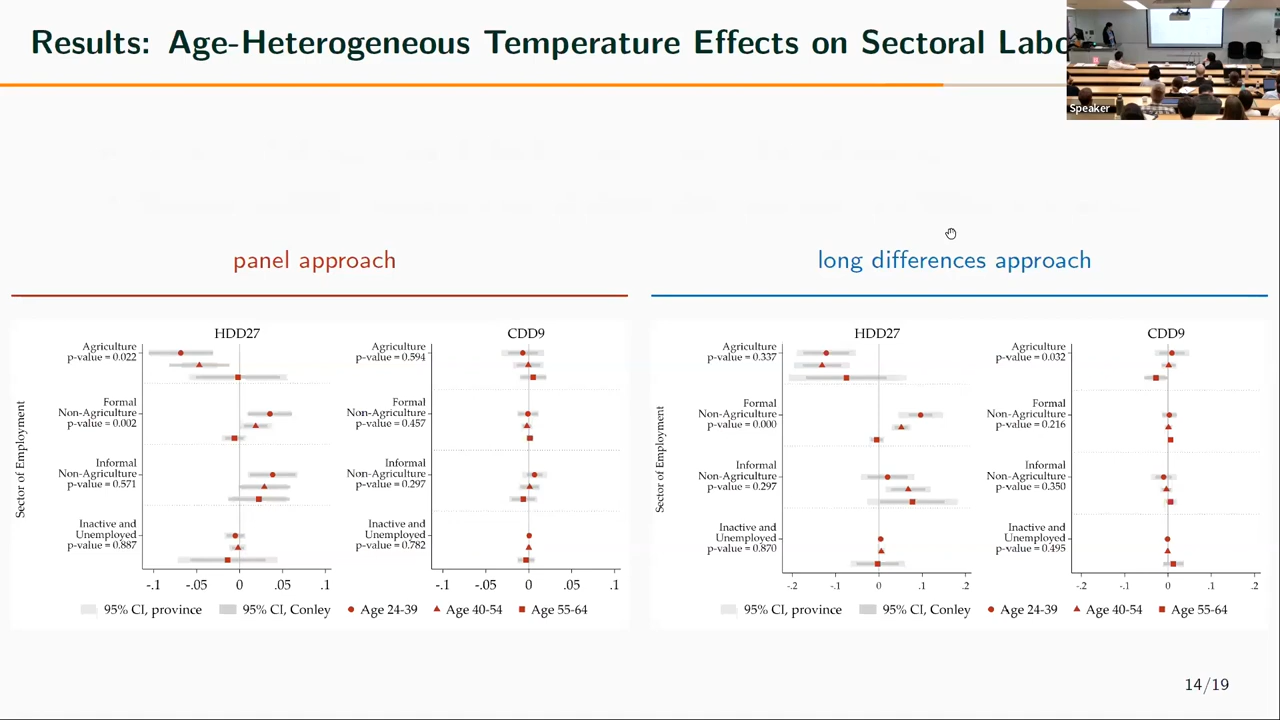 Results: Age-Heterogeneous Temperature Effects on Sectoral
Speaker
panel approach
long differences approach
HDD27
CDD9
Sector of Employment
Agriculture
p-value = 0.022
Formal
Non-Agriculture
p-value = 0.002
Informal
Non-Agriculture
p-value = 0.571
Inactive and
Unemployed
p-value = 0.887
-.1 -.05 0 .05 .1
Agriculture
p-value = 0.594
Formal
Non-Agriculture
p-value = 0.457
Informal
Non-Agriculture
p-value = 0.297
Inactive and
Unemployed
p-value = 0.782
-.1 -.05 0 .05 .1
95% CI, province 95% CI, Conley Age 24-39 Age 40-54 Age 55-64
HDD27
CDD9
Sector of Employment
Agriculture
p-value = 0.337
Formal
Non-Agriculture
p-value = 0.000
Informal
Non-Agriculture
p-value = 0.297
Inactive and
Unemployed
p-value = 0.870
-.2 -.1 0 .1 .2
Agriculture
p-value = 0.032
Formal
Non-Agriculture
p-value = 0.216
Informal
Non-Agriculture
p-value = 0.350
Inactive and
Unemployed
p-value = 0.495
-.2 -.1 0 .1 .2
95% CI, province 95% CI, Conley Age 24-39 Age 40-54 Age 55-64
14/19